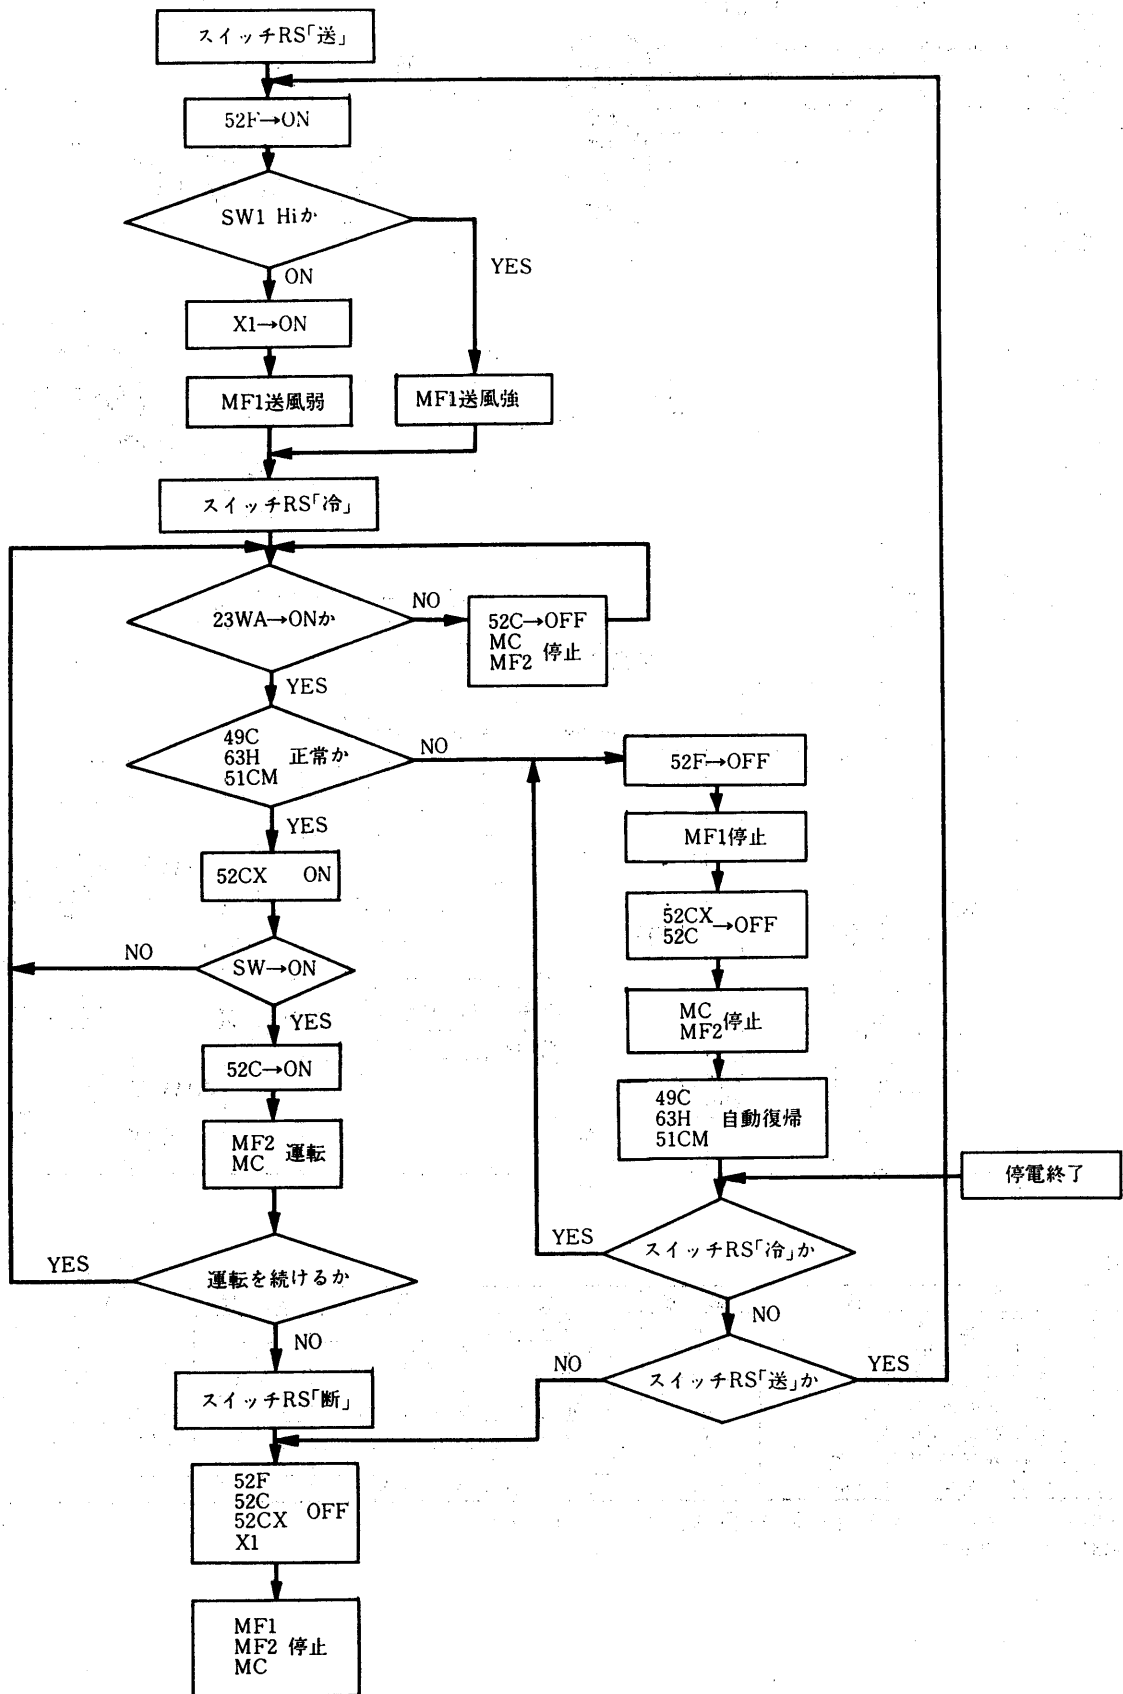 スイッチRS「送」
52F→ON
SW1 Hiか
YES
ON
X1→ON
MF1送風弱
MF1送風強
スイッチRS「冷」
23WA→ONか
NO
52C→OFF
MC
MF2 停止
YES
49C
63H 正常か
51CM
NO
52F→OFF
YES
MF1停止
52CX ON
52CX
52C →OFF
NO
SW→ON
YES
MC
MF2 停止
52C→ON
49C
63H 自動復帰
51CM
MF2
MC 運転
停電終了
YES
スイッチRS「冷」か
YES
運転を続けるか
NO
NO
スイッチRS「送」か
NO
YES
スイッチRS「断」
52F
52C
52CX OFF
X1
MF1
MF2 停止
MC